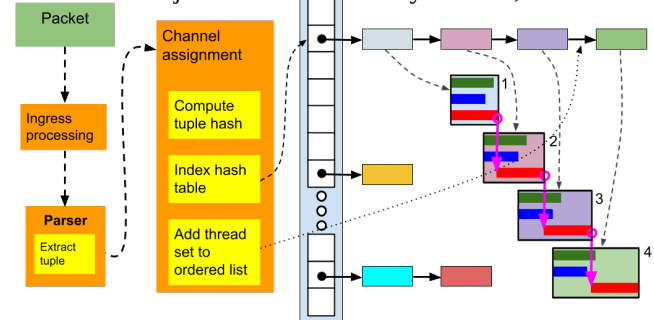 Packet
Ingress
processing
Parser
Extract
tuple
Channel
assignment
Compute
tuple hash
Index hash
table
Add thread
set to
ordered list
1
2
3
4